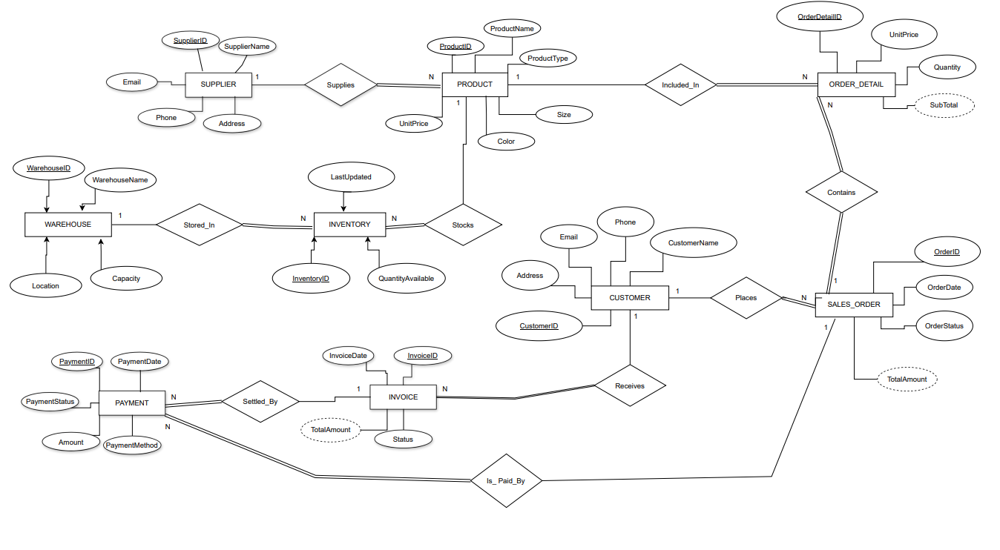 OrderDetailID
ProductName
UnitPrice
SupplierID
SupplierName
ProductID
ProductType
Quantity
Email
1
N
1
N
SUPPLIER
Supplies
PRODUCT
Included_In
ORDER_DETAIL
1
N
SubTotal
Phone
Address
UnitPrice
Size
Color
WarehouseID
WarehouseName
LastUpdated
Contains
1
N
N
WAREHOUSE
Stored_In
INVENTORY
Stocks
Phone
Email
CustomerName
OrderID
Location
Capacity
InventoryID
QuantityAvailable
Address
1
OrderDate
1
N
CUSTOMER
Places
SALES_ORDER
CustomerID
1
1
OrderStatus
InvoiceDate
InvoiceID
PaymentID
PaymentDate
TotalAmount
N
1
N
Receives
PaymentStatus
PAYMENT
Settled_By
INVOICE
N
TotalAmount
Status
Amount
PaymentMethod
Is_ Paid_By